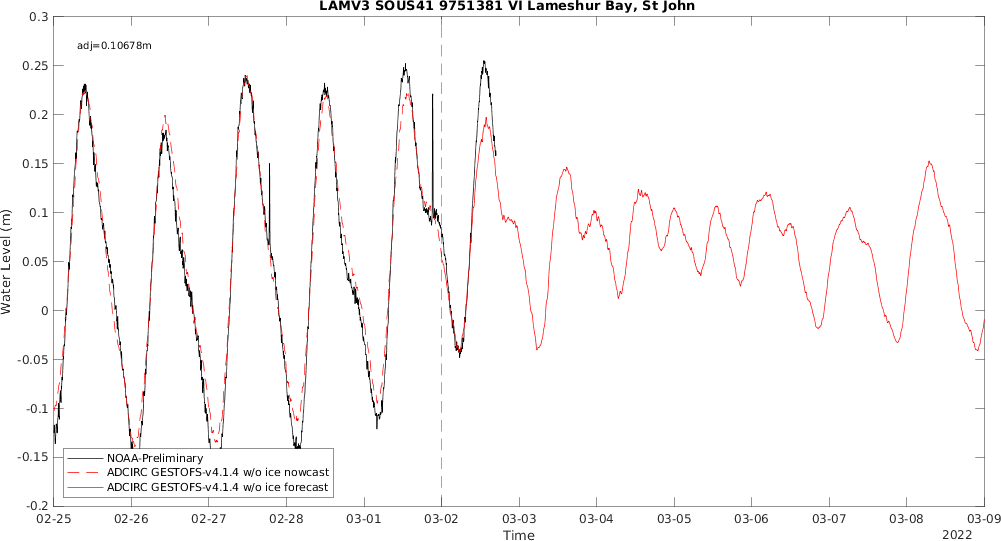 LAMV3 SOUS41 9751381 VI Lameshur Bay, St John
adj=0.10678m
0.3
0.25
0.2
0.15
0.1
0.05
0
-0.05
-0.1
-0.15
-0.2
Water Level (m)
NOAA-Preliminary
ADCIRC GESTOFS-v4.1.4 w/o ice nowcast
ADCIRC GESTOFS-v4.1.4 w/o ice forecast
02-25 02-26 02-27 02-28 03-01 03-02 03-03 03-04 03-05 03-06 03-07 03-08 03-09
Time
2022